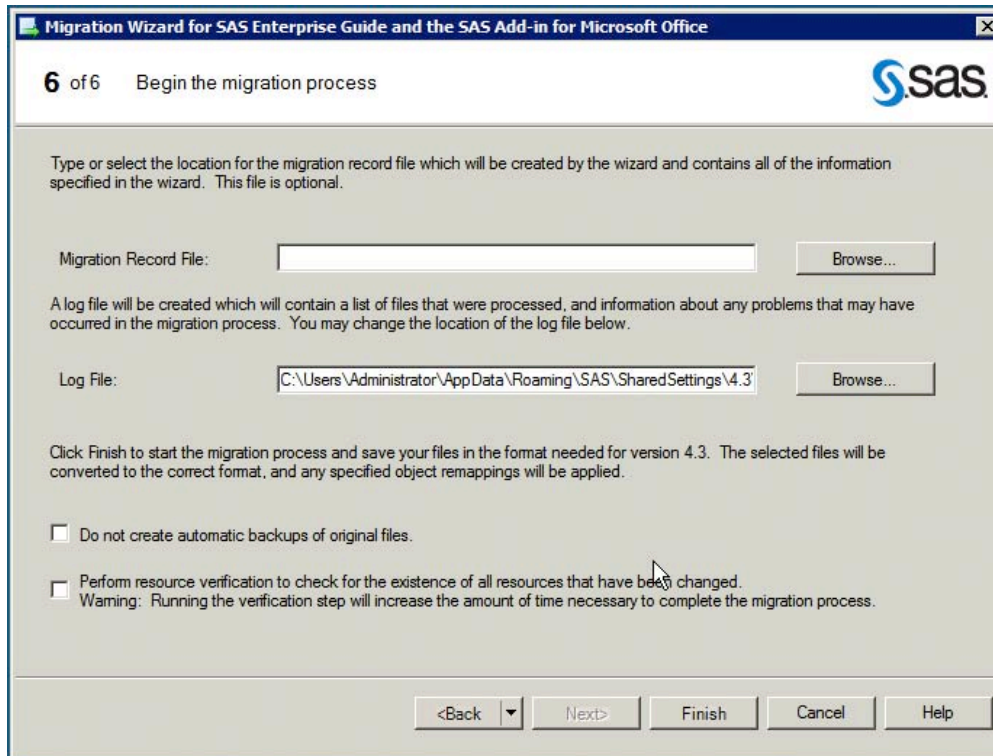 Migration Wizard for SAS Enterprise Guide and the SAS Add-in for Microsoft Office
6 of 6 Begin the migration process
sas
Type or select the location for the migration record file which will be created by the wizard and contains all of the information
specified in the wizard. This file is optional.
Migration Record File:
Browse...
A log file will be created which will contain a list of files that were processed, and information about any problems that may have
occurred in the migration process. You may change the location of the log file below.
Log File:
C:\Users\Administrator\AppData\Roaming\SAS\SharedSettings\4.3
Browse...
Click Finish to start the migration process and save your files in the format needed for version 4.3. The selected files will be
converted to the correct format, and any specified object remappings will be applied.
Do not create automatic backups of original files.
Perform resource verification to check for the existence of all resources that have been changed.
Warning: Running the verification step will increase the amount of time necessary to complete the migration process.
<Back Next> Finish Cancel Help